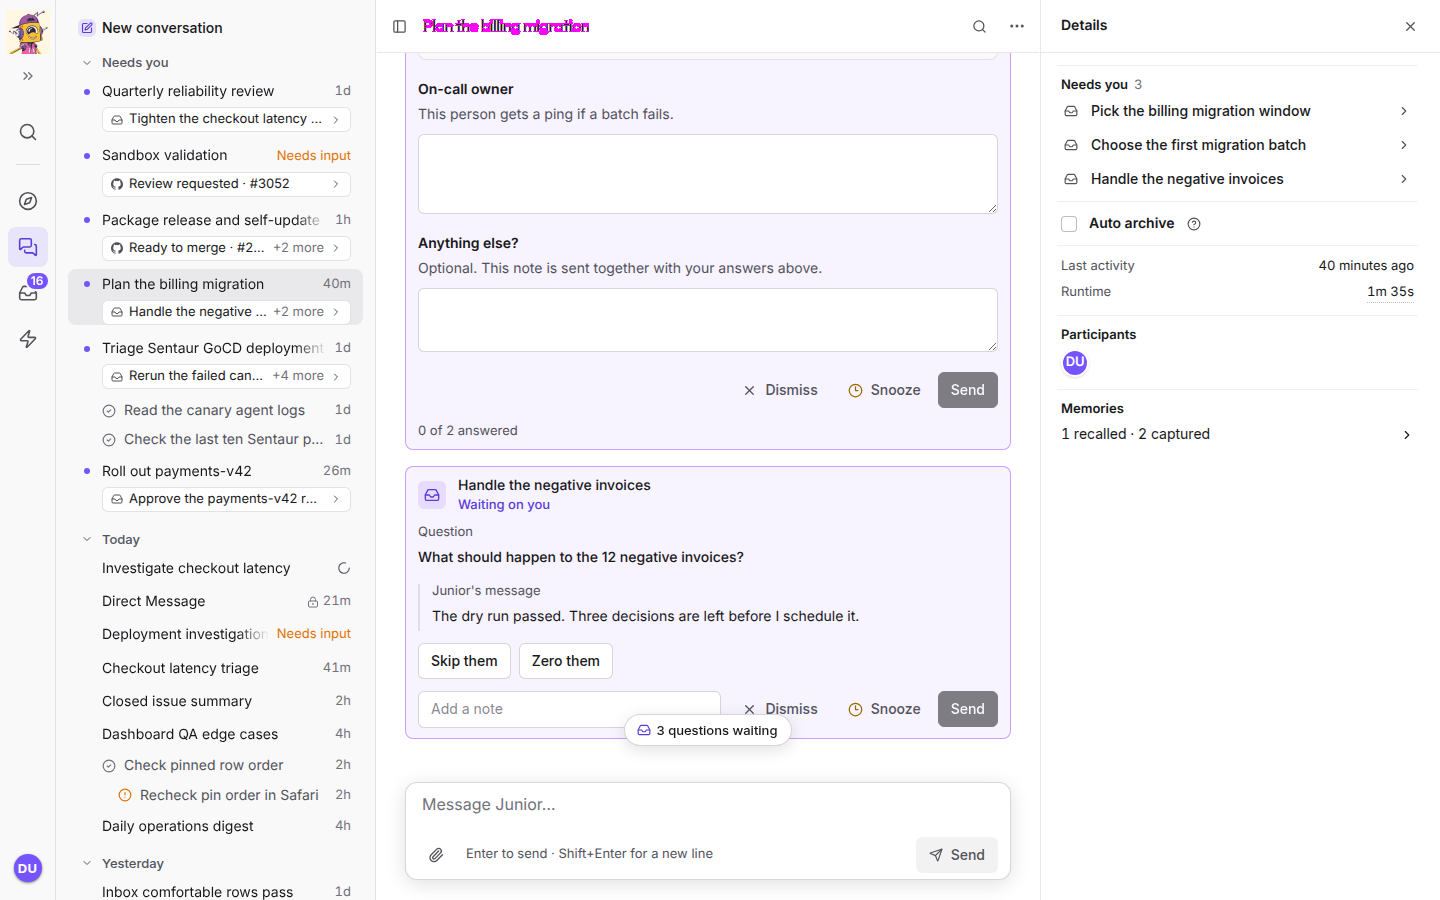 New conversation
Needs you
Quarterly reliability review 1d
Tighten the checkout latency ...
Sandbox validation Needs input
Review requested · #3052
Package release and self-update 1h
Ready to merge · #2... +2 more
Plan the billing migration 40m
Handle the negative ... +2 more
Triage Sentaur GoCD deployment 1d
Rerun the failed can... +4 more
Read the canary agent logs 1d
Check the last ten Sentaur p... 1d
Roll out payments-v42 26m
Approve the payments-v42 r...
Today
Investigate checkout latency
Direct Message 21m
Deployment investigation Needs input
Checkout latency triage 41m
Closed issue summary 2h
Dashboard QA edge cases 4h
Check pinned row order 2h
Recheck pin order in Safari 2h
Daily operations digest 4h
Yesterday
Inbox comfortable rows pass 1d
16
DU
Plan the billing migration
On-call owner
This person gets a ping if a batch fails.
Anything else?
Optional. This note is sent together with your answers above.
Dismiss Snooze Send
0 of 2 answered
Handle the negative invoices
Waiting on you
Question
What should happen to the 12 negative invoices?
Junior's message
The dry run passed. Three decisions are left before I schedule it.
Skip them Zero them
Add a note Dismiss Snooze Send
3 questions waiting
Message Junior...
Enter to send · Shift+Enter for a new line Send
Details
Needs you 3
Pick the billing migration window
Choose the first migration batch
Handle the negative invoices
Auto archive
Last activity 40 minutes ago
Runtime 1m 35s
Participants
DU
Memories
1 recalled · 2 captured